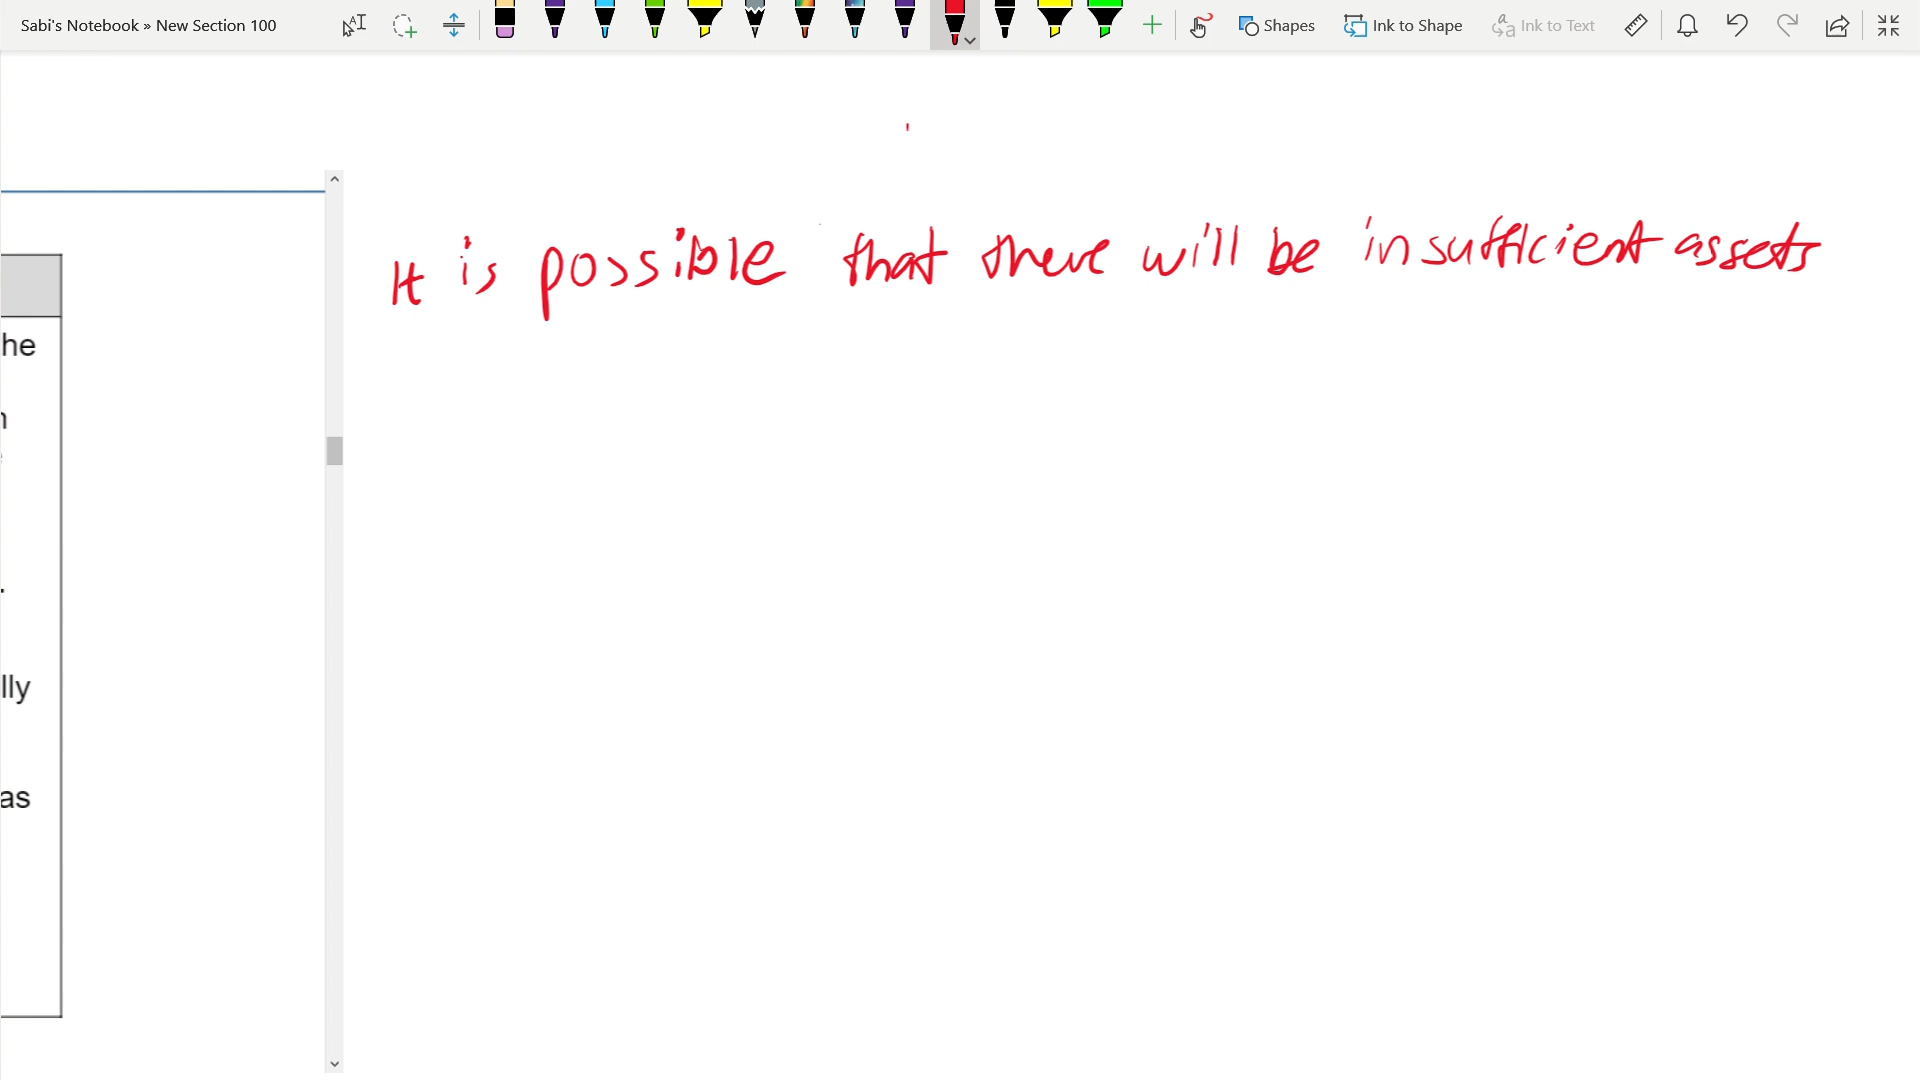 Sabi's Notebook » New Section 100
Shapes
Ink to Shape
Ink to Text
It is possible that there will be insufficient assets
he
lly
as